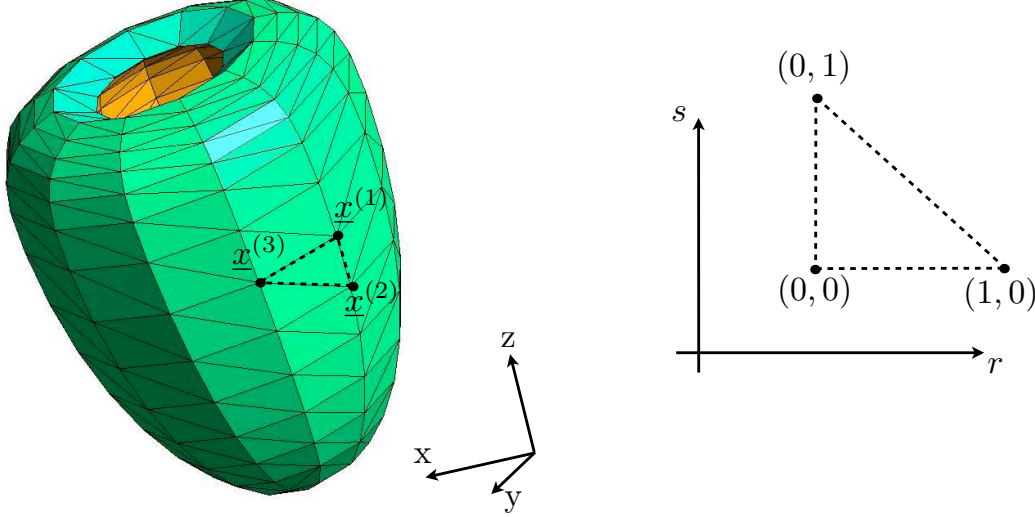 x^(1)
x^(3)
x^(2)
z
x
y
(0, 1)
s
(0, 0)
(1, 0)
r